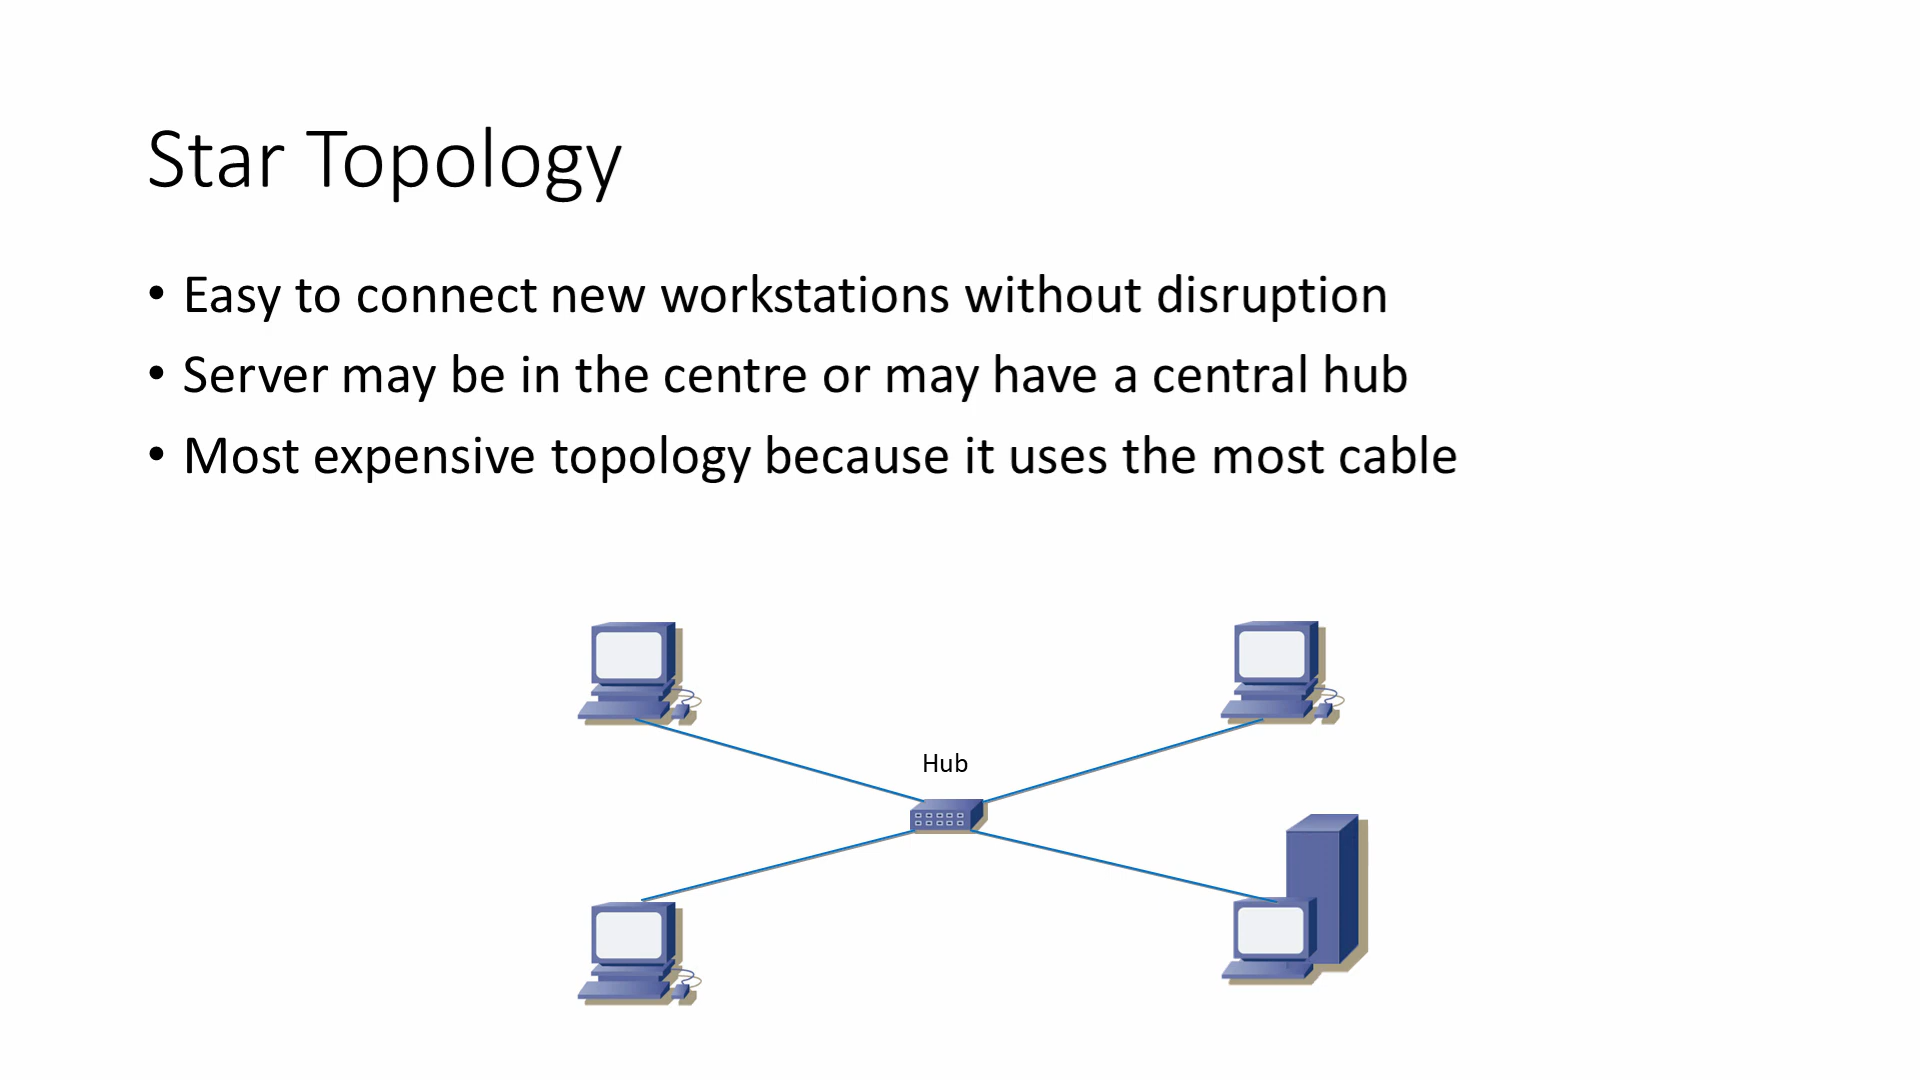 Star Topology
• Easy to connect new workstations without disruption
• Server may be in the centre or may have a central hub
• Most expensive topology because it uses the most cable
Hub